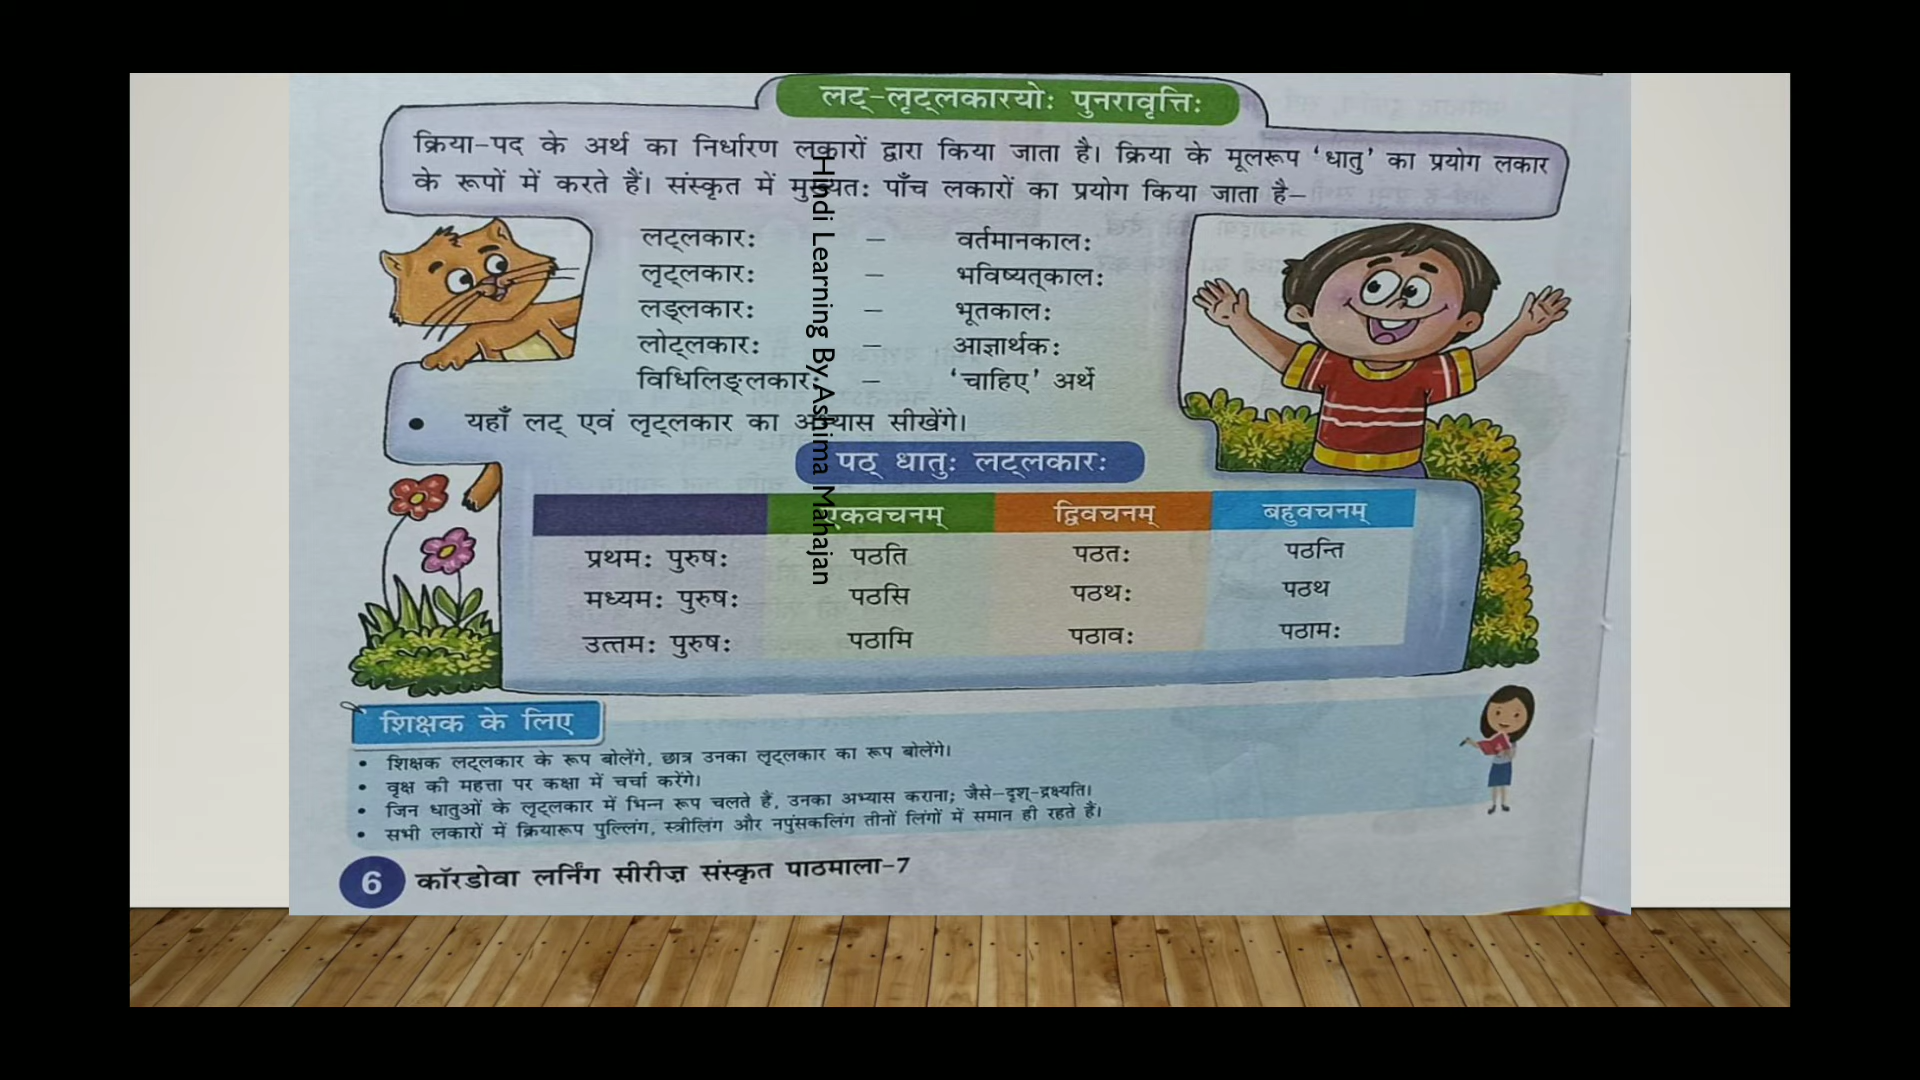 लट्-लृट्लकारयोः पुनरावृत्तिः
क्रिया-पद के अर्थ का निर्धारण लकारों द्वारा किया जाता है। क्रिया के मूलरूप ‘धातु’ का प्रयोग लकार
के रूपों में करते हैं। संस्कृत में मुख्यतः पाँच लकारों का प्रयोग किया जाता है–
लट्लकारः – वर्तमानकालः
लृट्लकारः – भविष्यत्कालः
लङ्लकारः – भूतकालः
लोट्लकारः – आज्ञार्थकः
विधिलिङ्लकारः – ‘चाहिए’ अर्थे
• यहाँ लट् एवं लृट्लकार का अभ्यास सीखेंगे।
पठ् धातुः लट्लकारः
एकवचनम् द्विवचनम् बहुवचनम्
प्रथमः पुरुषः पठति पठतः पठन्ति
मध्यमः पुरुषः पठसि पठथः पठथ
उत्तमः पुरुषः पठामि पठावः पठामः
Hindi Learning By.Ashima Mahajan
शिक्षक के लिए
• शिक्षक लट्लकार के रूप बोलेंगे, छात्र उनका लृट्लकार का रूप बोलेंगे।
• वृक्ष की महत्ता पर कक्षा में चर्चा करेंगे।
• जिन धातुओं के लृट्लकार में भिन्न रूप चलते हैं, उनका अभ्यास कराना; जैसे–दृश्-द्रक्ष्यति।
• सभी लकारों में क्रियारूप पुल्लिंग, स्त्रीलिंग और नपुंसकलिंग तीनों लिंगों में समान ही रहते हैं।
6 कॉरडोवा लर्निंग सीरीज़ संस्कृत पाठमाला-7